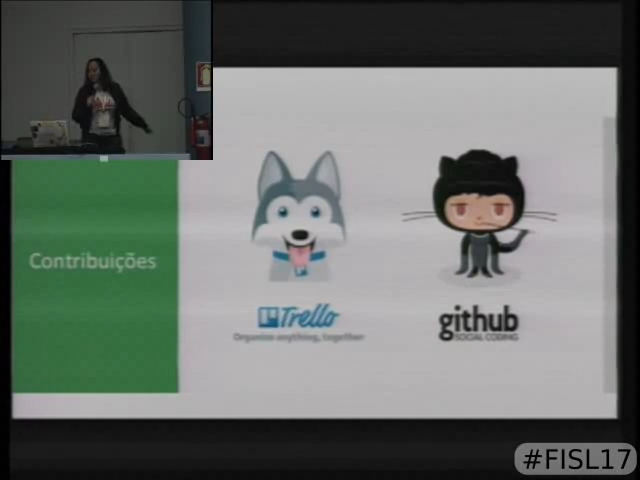 Contribuições
Trello
Organize anything, together
github
SOCIAL CODING
#FISL17